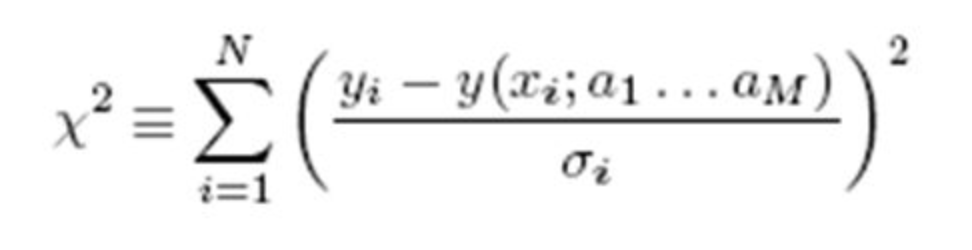 χ² ≡ ∑_{i=1}^{N} ( (y_i − y(x_i; a_1 … a_M)) / σ_i )²